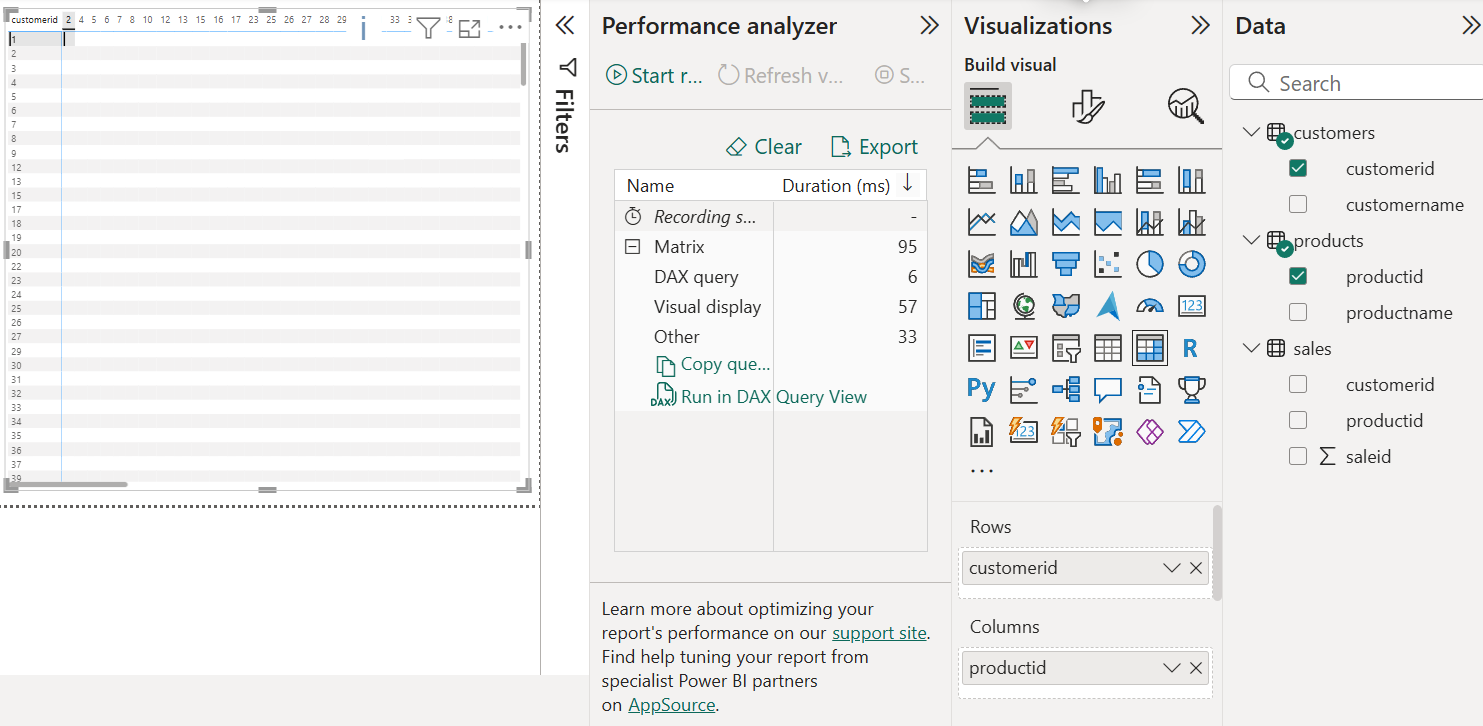 customerid 2 4 5 6 7 8 10 12 13 15 16 17 23 25 26 27 28 29 33
1
2
3
4
5
6
7
8
9
12
13
15
17
18
19
20
22
23
24
25
26
27
29
30
31
32
33
34
35
36
37
39
Filters
Performance analyzer
Start r...
Refresh v...
S...
Clear
Export
Name Duration (ms)
Recording s... -
Matrix 95
DAX query 6
Visual display 57
Other 33
Copy que...
DAX Run in DAX Query View
Learn more about optimizing your
report's performance on our support site.
Find help tuning your report from
specialist Power BI partners
on AppSource.
Visualizations
Build visual
123
R
Py
123
...
Rows
customerid
Columns
productid
Data
Search
customers
customerid
customername
products
productid
productname
sales
customerid
productid
Σ saleid